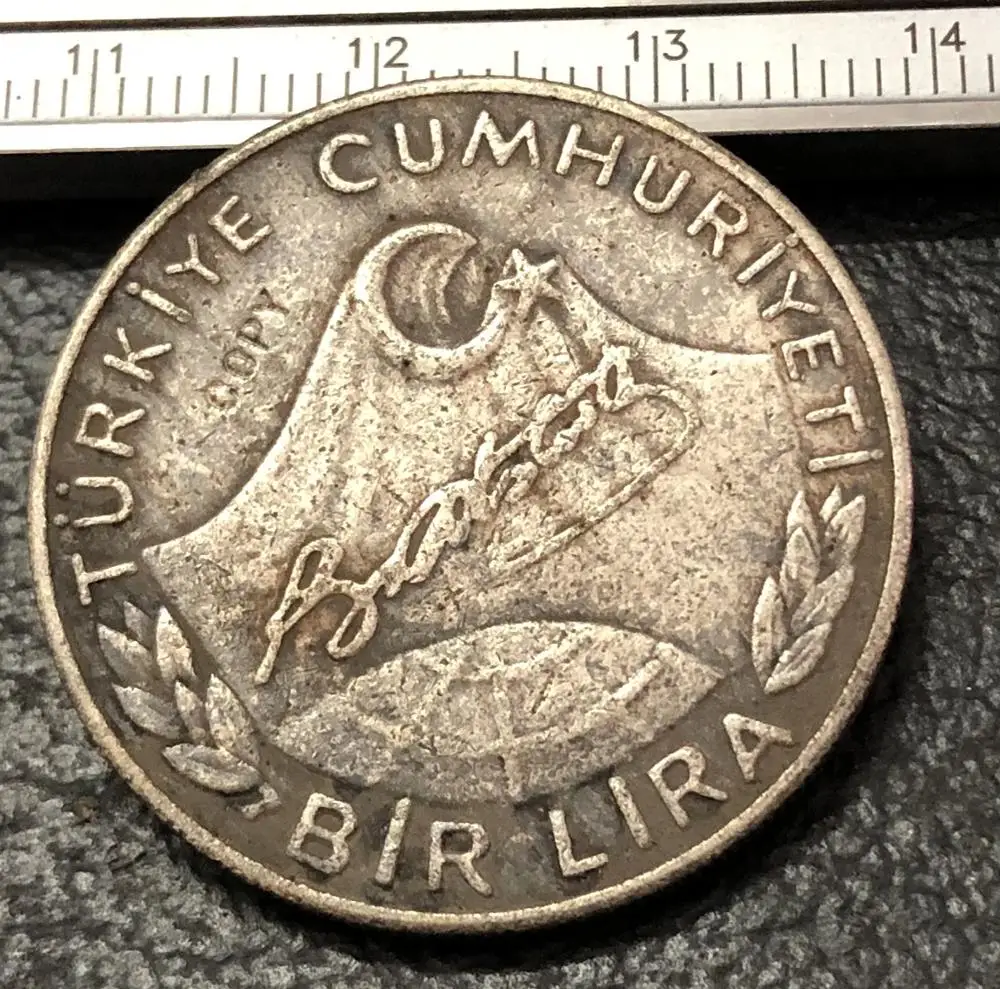 11 12 13 14
TÜRKİYE CUMHURİYETİ
COPY
BİR LİRA